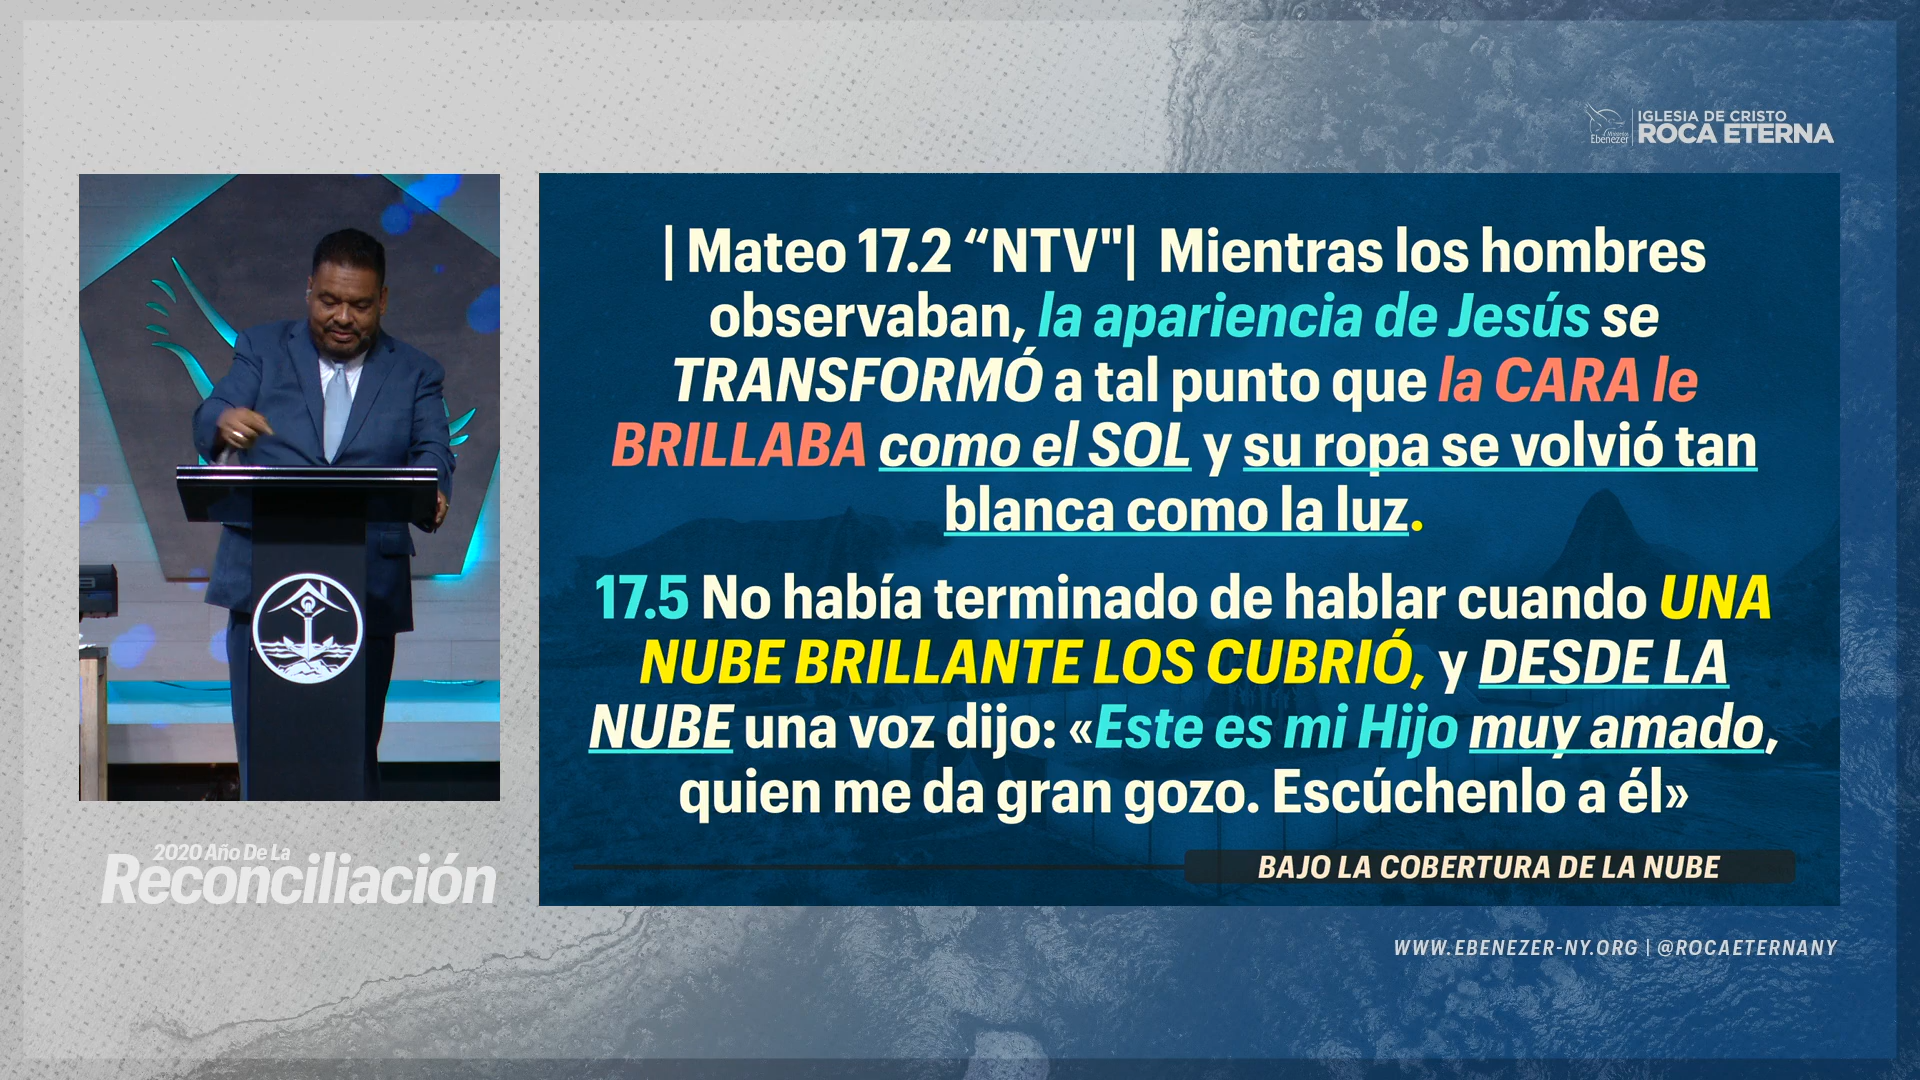 Ministerios
Ebenezer
IGLESIA DE CRISTO
ROCA ETERNA
| Mateo 17.2 “NTV"| Mientras los hombres
observaban, la apariencia de Jesús se
TRANSFORMÓ a tal punto que la CARA le
BRILLABA como el SOL y su ropa se volvió tan
blanca como la luz.
17.5 No había terminado de hablar cuando UNA
NUBE BRILLANTE LOS CUBRIÓ, y DESDE LA
NUBE una voz dijo: «Este es mi Hijo muy amado,
quien me da gran gozo. Escúchenlo a él»
BAJO LA COBERTURA DE LA NUBE
2020 Año De La
Reconciliación
WWW.EBENEZER-NY.ORG | @ROCAETERNANY